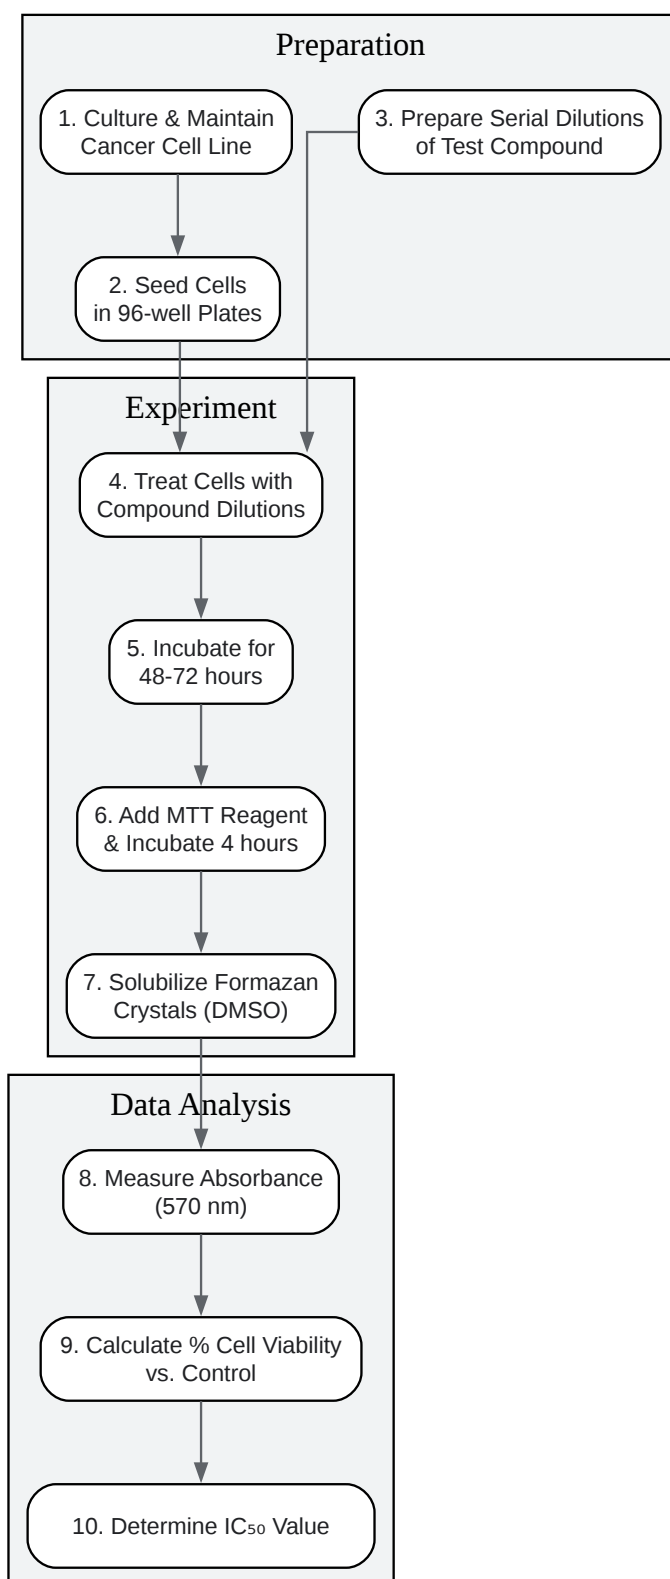 Preparation
1. Culture & Maintain
Cancer Cell Line
3. Prepare Serial Dilutions
of Test Compound
2. Seed Cells
in 96-well Plates
Experiment
4. Treat Cells with
Compound Dilutions
5. Incubate for
48-72 hours
6. Add MTT Reagent
& Incubate 4 hours
7. Solubilize Formazan
Crystals (DMSO)
Data Analysis
8. Measure Absorbance
(570 nm)
9. Calculate % Cell Viability
vs. Control
10. Determine IC₅₀ Value